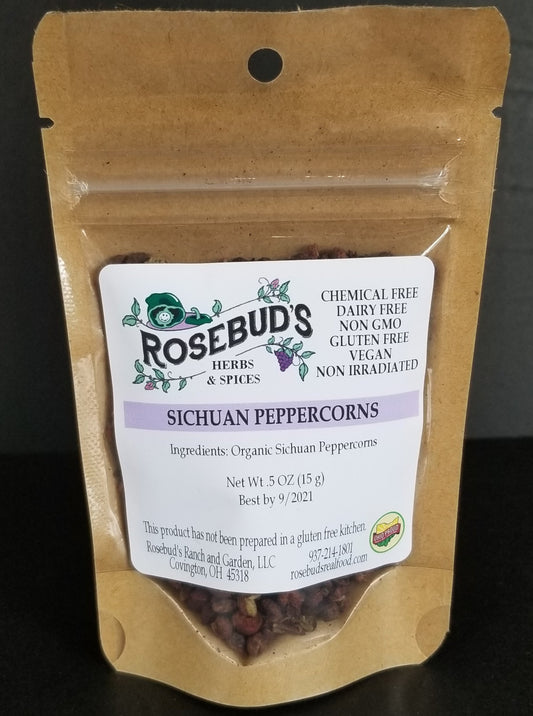 ROSEBUD'S
HERBS
& SPICES
CHEMICAL FREE
DAIRY FREE
NON GMO
GLUTEN FREE
VEGAN
NON IRRADIATED
SICHUAN PEPPERCORNS
Ingredients: Organic Sichuan Peppercorns
Net Wt .5 OZ (15 g)
Best by 9/2021
This product has not been prepared in a gluten free kitchen.
Rosebud's Ranch and Garden, LLC
Covington, OH 45318
937-214-1801
rosebudsrealfood.com